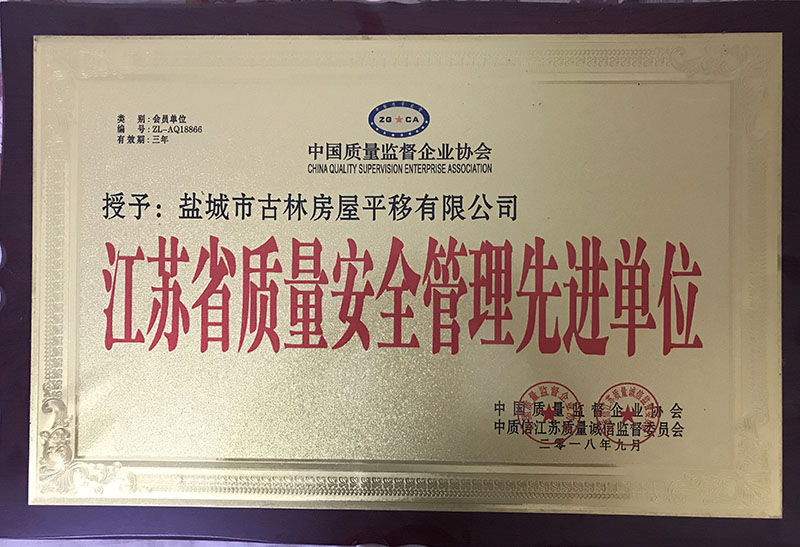 类 别:会员单位
编 号:ZL-AQ18866
有效期:三年
ZG★CA
中国质量监督企业协会
CHINA QUALITY SUPERVISION ENTERPRISE ASSOCIATION
授予：盐城市古林房屋平移有限公司
江苏省质量安全管理先进单位
中国质量监督企业协会
中质信江苏质量诚信监督委员会
二零一八年九月